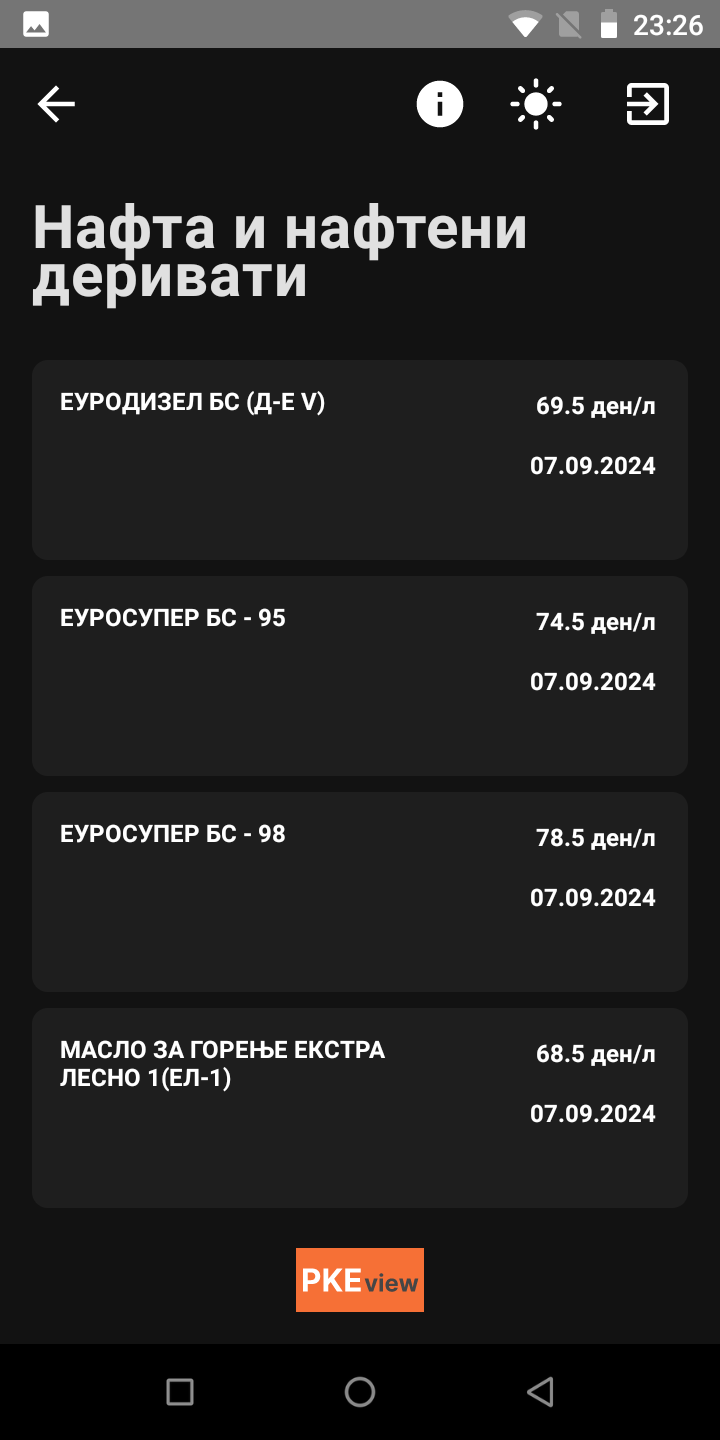 23:26
Нафта и нафтени
деривати
ЕУРОДИЗЕЛ БС (Д-Е V)
69.5 ден/л
07.09.2024
ЕУРОСУПЕР БС - 95
74.5 ден/л
07.09.2024
ЕУРОСУПЕР БС - 98
78.5 ден/л
07.09.2024
МАСЛО ЗА ГОРЕЊЕ ЕКСТРА
ЛЕСНО 1(ЕЛ-1)
68.5 ден/л
07.09.2024
PKE view